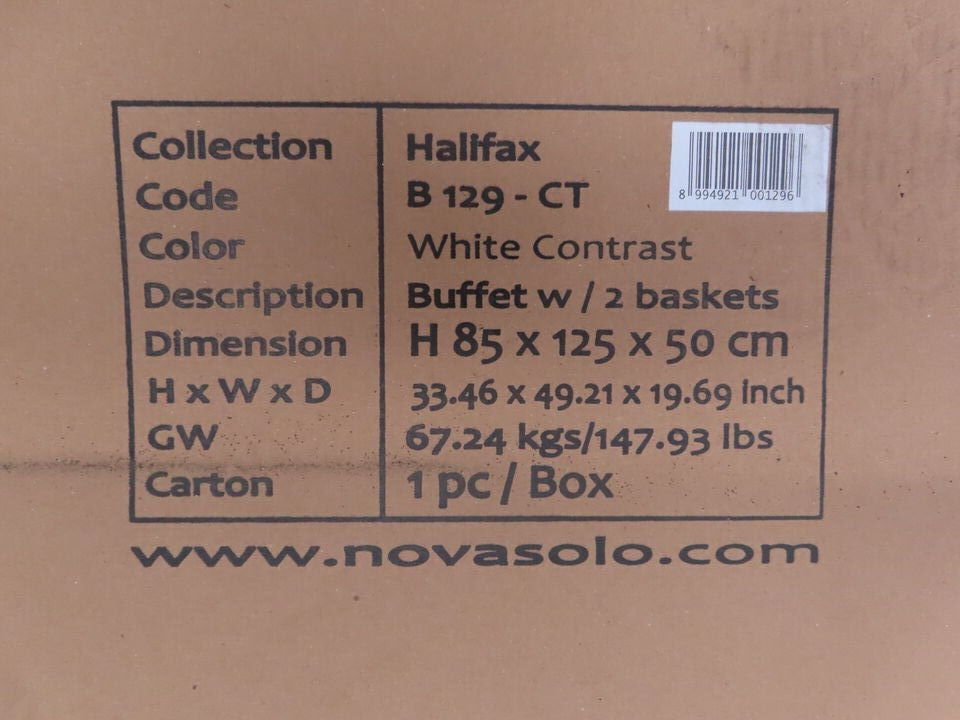 Collection Halifax
8 994921 001296
Code B 129 - CT
Color White Contrast
Description Buffet w / 2 baskets
Dimension H 85 x 125 x 50 cm
H x W x D 33.46 x 49.21 x 19.69 inch
GW 67.24 kgs/147.93 lbs
Carton 1 pc / Box
www.novasolo.com